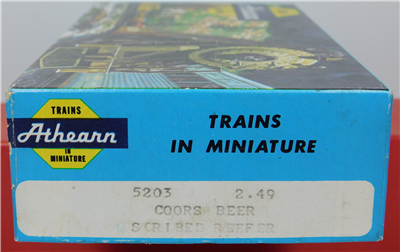 TRAINS
Athearn
IN
MINIATURE
TRAINS
IN MINIATURE
5203 2.49
COORS BEER
SCRIBED REEFER